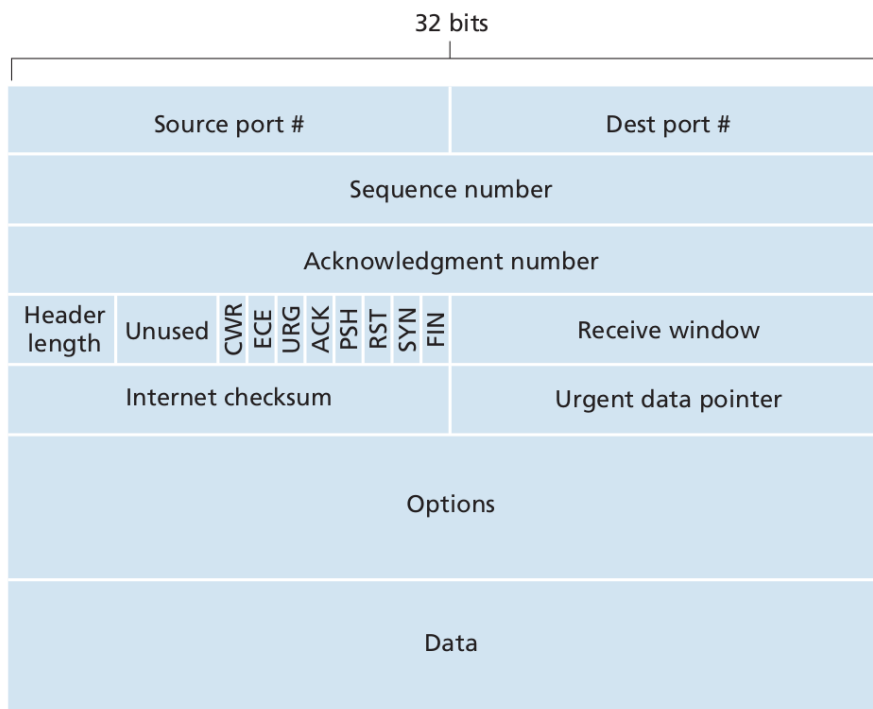 32 bits
Source port #
Dest port #
Sequence number
Acknowledgment number
Header
length
Unused
CWR
ECE
URG
ACK
PSH
RST
SYN
FIN
Receive window
Internet checksum
Urgent data pointer
Options
Data